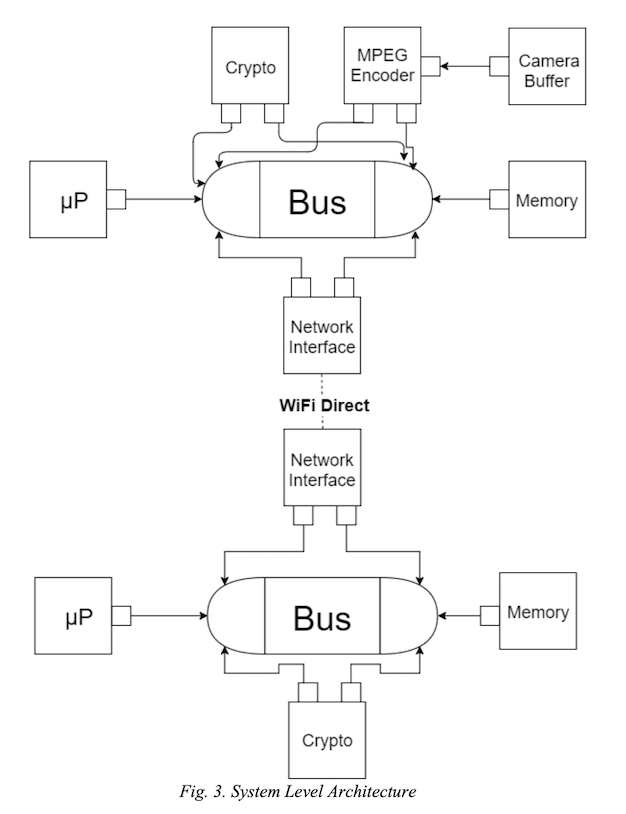 Crypto
MPEG
Encoder
Camera
Buffer
µP
Bus
Memory
Network
Interface
WiFi Direct
Network
Interface
µP
Bus
Memory
Crypto
Fig. 3. System Level Architecture